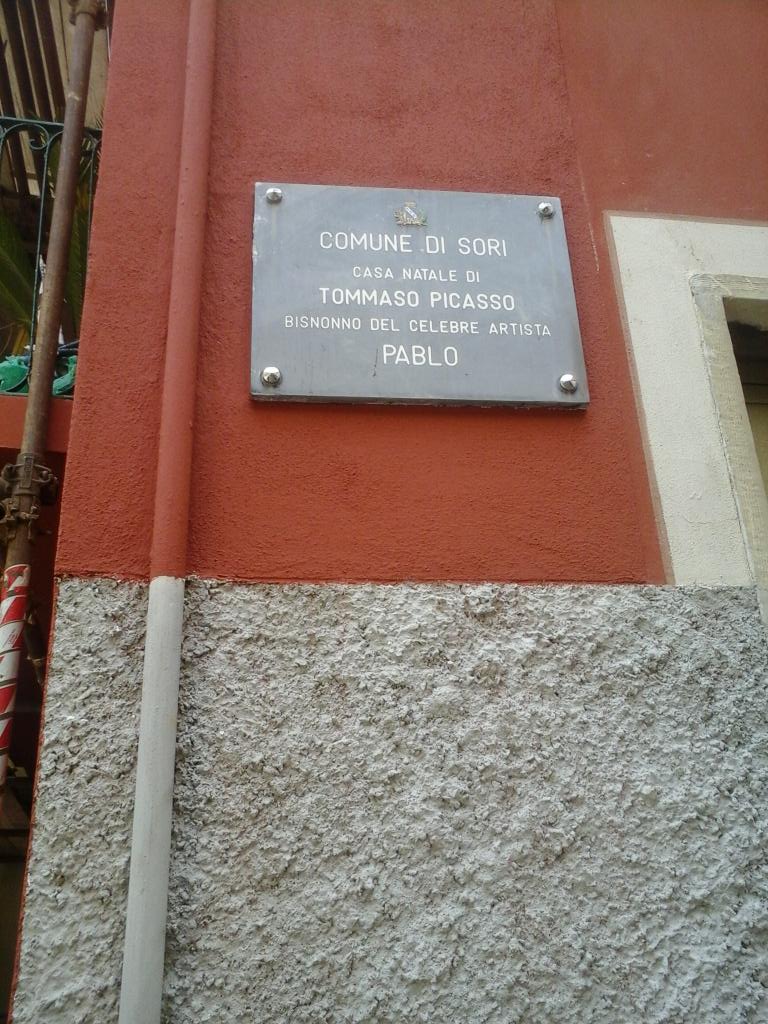 COMUNE DI SORI
CASA NATALE DI
TOMMASO PICASSO
BISNONNO DEL CELEBRE ARTISTA
PABLO